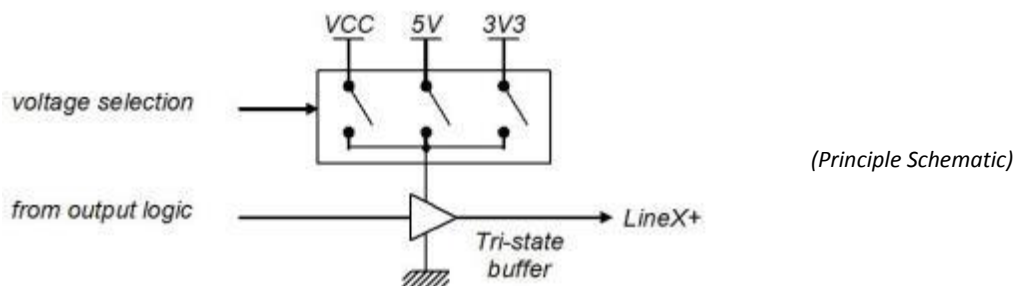 VCC 5V 3V3
voltage selection
(Principle Schematic)
from output logic
LineX+
Tri-state
buffer